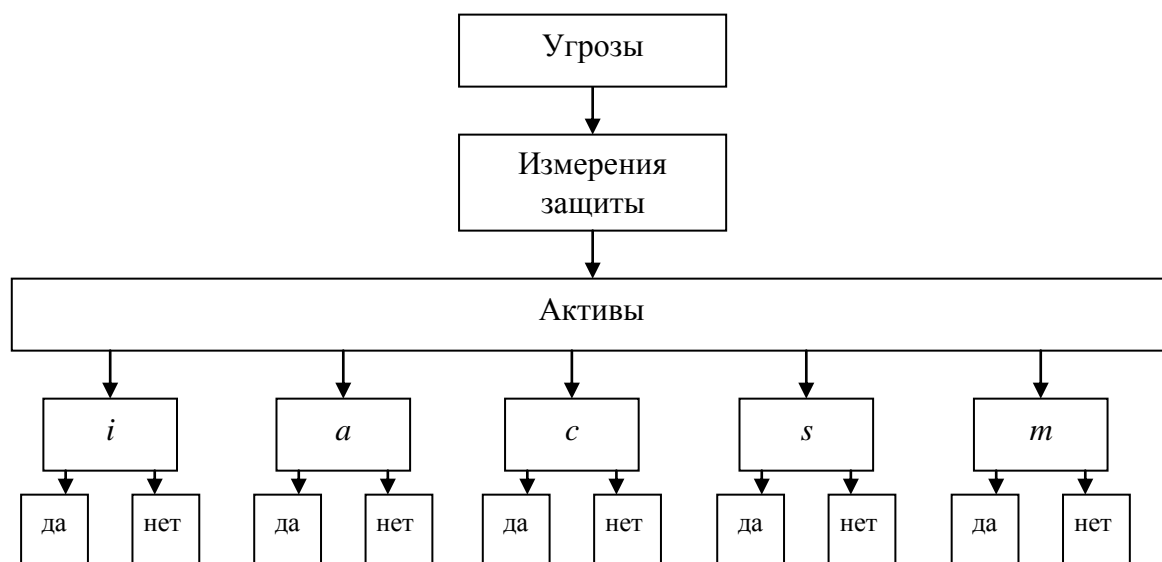 Угрозы
Измерения
защиты
Активы
i a c s m
да нет да нет да нет да нет да нет